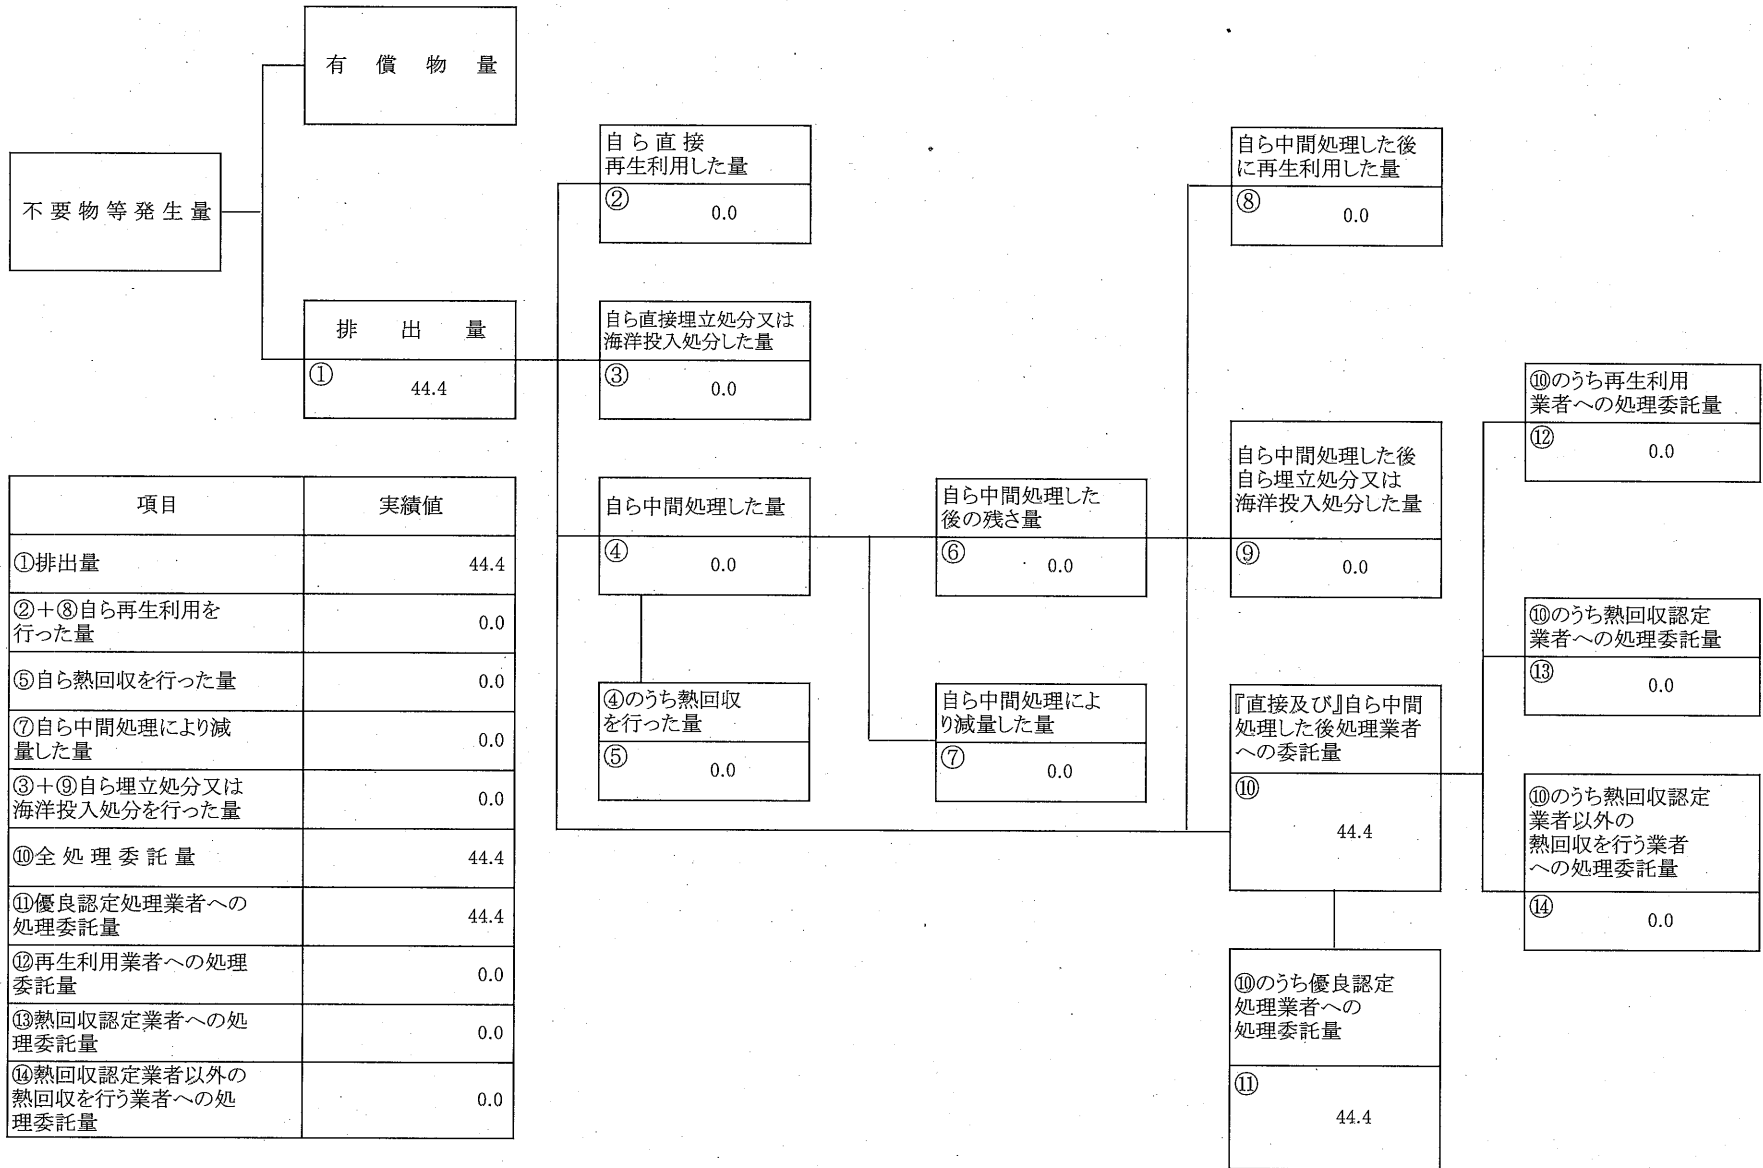 有償物量
不要物等発生量
排出量
①
44.4
自ら直接
再生利用した量
②
0.0
自ら直接埋立処分又は
海洋投入処分した量
③
0.0
自ら中間処理した量
④
0.0
④のうち熱回収
を行った量
⑤
0.0
自ら中間処理した
後の残さ量
⑥
0.0
自ら中間処理によ
り減量した量
⑦
0.0
自ら中間処理した後
に再生利用した量
⑧
0.0
自ら中間処理した後
自ら埋立処分又は
海洋投入処分した量
⑨
0.0
『直接及び』自ら中間
処理した後処理業者
への委託量
⑩
44.4
⑩のうち優良認定
処理業者への
処理委託量
⑪
44.4
⑩のうち再生利用
業者への処理委託量
⑫
0.0
⑩のうち熱回収認定
業者への処理委託量
⑬
0.0
⑩のうち熱回収認定
業者以外の
熱回収を行う業者
への処理委託量
⑭
0.0
項目 実績値
①排出量 44.4
②+⑧自ら再生利用を
行った量 0.0
⑤自ら熱回収を行った量 0.0
⑦自ら中間処理により減
量した量 0.0
③+⑨自ら埋立処分又は
海洋投入処分を行った量 0.0
⑩全処理委託量 44.4
⑪優良認定処理業者への
処理委託量 44.4
⑫再生利用業者への処理
委託量 0.0
⑬熱回収認定業者への処
理委託量 0.0
⑭熱回収認定業者以外の
熱回収を行う業者への処
理委託量 0.0